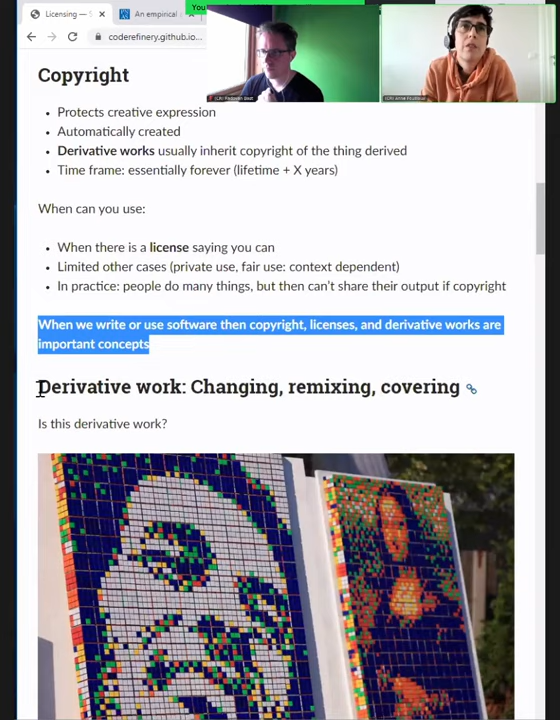 You
Licensing —
An empirical
coderefinery.github.io...
Copyright
Protects creative expression
Automatically created
Derivative works usually inherit copyright of the thing derived
Time frame: essentially forever (lifetime + X years)
When can you use:
When there is a license saying you can
Limited other cases (private use, fair use: context dependent)
In practice: people do many things, but then can't share their output if copyright
When we write or use software then copyright, licenses, and derivative works are
important concepts
Derivative work: Changing, remixing, covering
Is this derivative work?